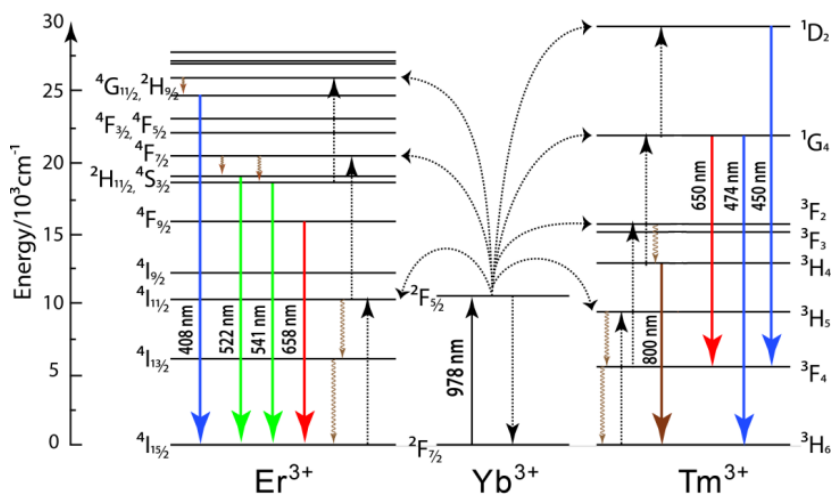 30
25
20
15
10
5
0
Energy/10³cm⁻¹
⁴G₁₁/₂, ²H₉/₂
⁴F₃/₂, ⁴F₅/₂
⁴F₇/₂
²H₁₁/₂, ⁴S₃/₂
⁴F₉/₂
⁴I₉/₂
⁴I₁₁/₂
⁴I₁₃/₂
⁴I₁₅/₂
408 nm
522 nm
541 nm
658 nm
Er³⁺
²F₅/₂
978 nm
²F₇/₂
Yb³⁺
650 nm
474 nm
450 nm
800 nm
¹D₂
¹G₄
³F₂
³F₃
³H₄
³H₅
³F₄
³H₆
Tm³⁺